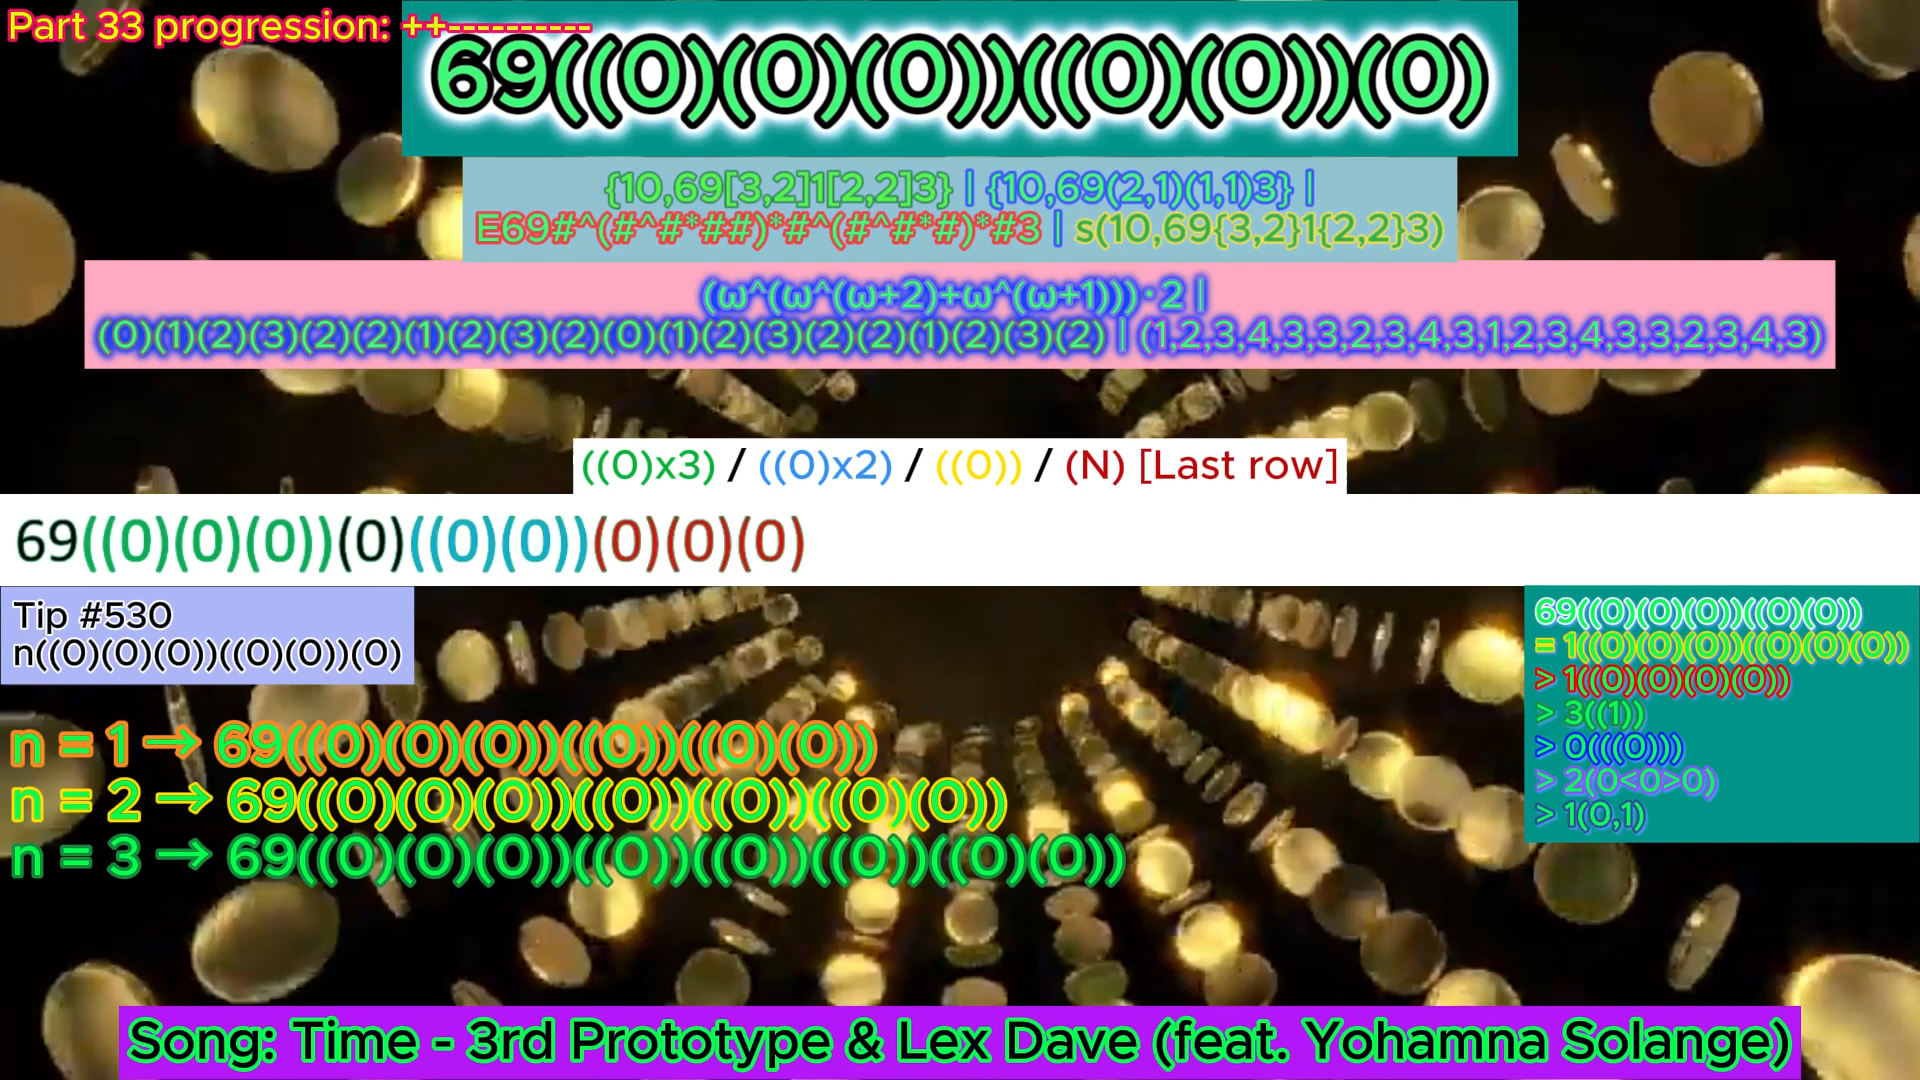 Part 33 progression: ++----------
69((0)(0)(0))((0)(0))(0)
{10,69[3,2]1[2,2]3} | {10,69(2,1)(1,1)3} |
E69#^(#^#*##)*#^(#^#*#)*#3 | s(10,69{3,2}1{2,2}3)
(ω^(ω^(ω+2)+ω^(ω+1)))·2 |
(0)(1)(2)(3)(2)(2)(1)(2)(3)(2)(0)(1)(2)(3)(2)(2)(1)(2)(3)(2) | (1,2,3,4,3,3,2,3,4,3,1,2,3,4,3,3,2,3,4,3)
((0)x3) / ((0)x2) / ((0)) / (N) [Last row]
69((0)(0)(0))(0)((0)(0))(0)(0)(0)
Tip #530
n((0)(0)(0))((0)(0))(0)
n = 1 → 69((0)(0)(0))((0))((0)(0))
n = 2 → 69((0)(0)(0))((0))((0))((0)(0))
n = 3 → 69((0)(0)(0))((0))((0))((0))((0)(0))
69((0)(0)(0))((0)(0))
= 1((0)(0)(0))((0)(0)(0))
> 1((0)(0)(0)(0))
> 3((1))
> 0(((0)))
> 2(0<0>0)
> 1(0,1)
Song: Time - 3rd Prototype & Lex Dave (feat. Yohamna Solange)